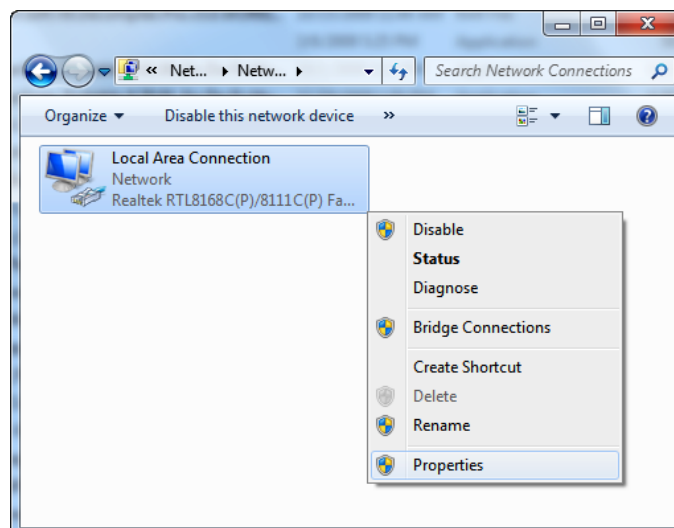 « Net... ▸ Netw... ▸
Search Network Connections
Organize ▾ Disable this network device »
Local Area Connection
Network
Realtek RTL8168C(P)/8111C(P) Fa...
Disable
Status
Diagnose
Bridge Connections
Create Shortcut
Delete
Rename
Properties